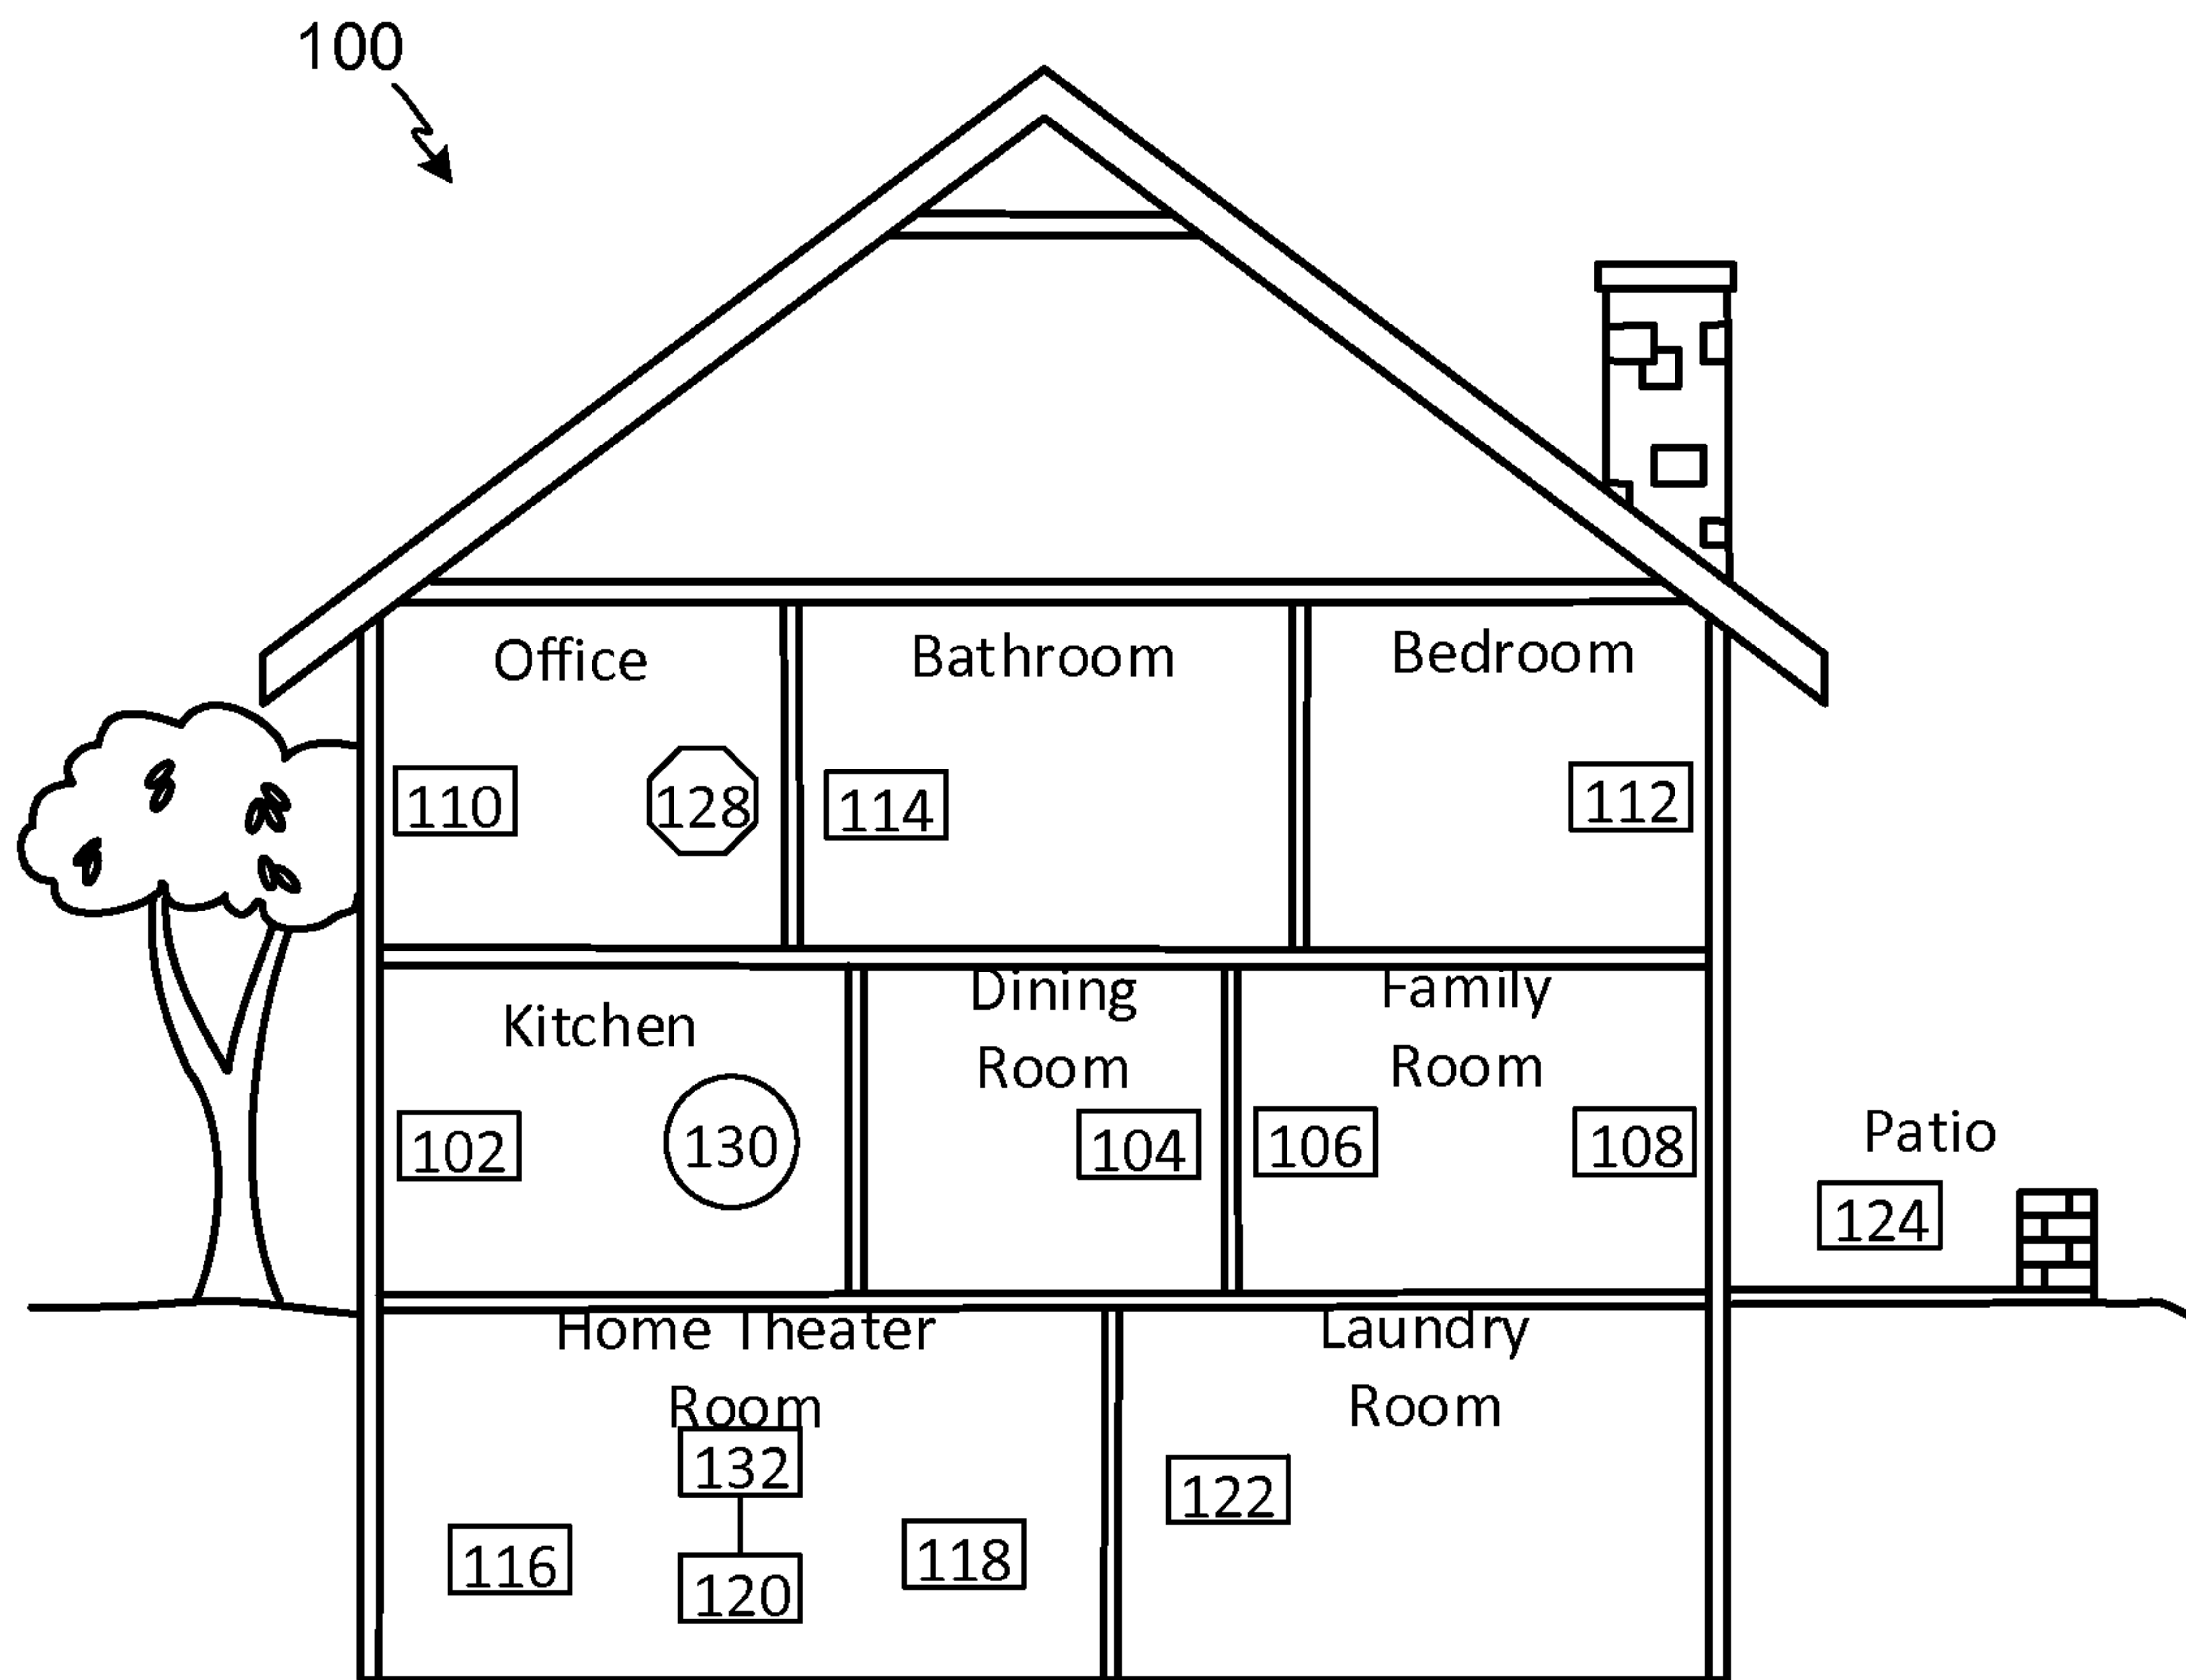 100
Office
Bathroom
Bedroom
110
128
114
112
Kitchen
Dining
Room
Family
Room
102
130
104
106
108
Patio
124
Home Theater
Room
Laundry
Room
132
122
116
120
118